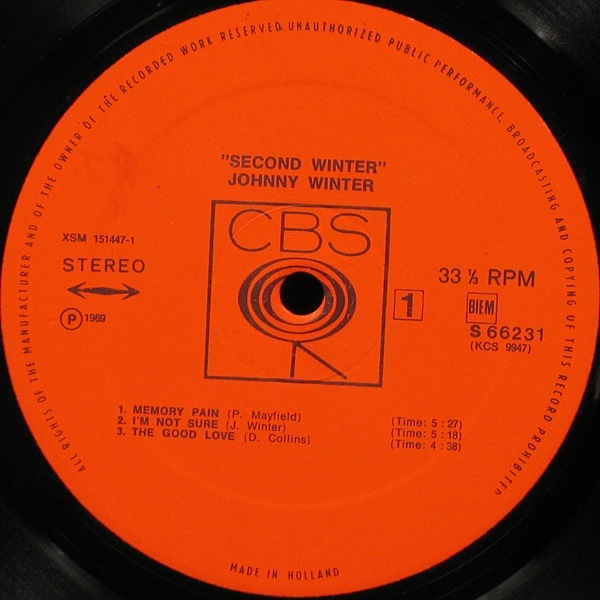 ALL RIGHTS OF THE MANUFACTURER AND OF THE OWNER OF THE RECORDED WORK RESERVED. UNAUTHORIZED PUBLIC PERFORMANCE, BROADCASTING AND COPYING OF THIS RECORD PROHIBITED
"SECOND WINTER"
JOHNNY WINTER
CBS
XSM 151447-1
STEREO
Ⓟ 1969
33 ⅓ RPM
1
BIEM
S 66231
(KCS 9947)
1. MEMORY PAIN (P. Mayfield) (Time: 5 : 27)
2. I'M NOT SURE (J. Winter) (Time: 5 : 18)
3. THE GOOD LOVE (D. Collins) (Time: 4 : 38)
MADE IN HOLLAND